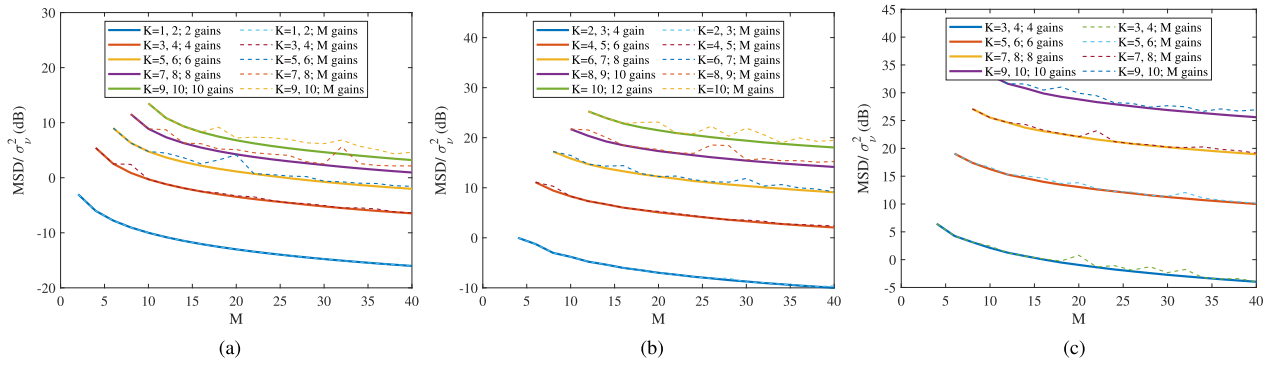 30
20
10
0
-10
-20
MSD/ σ²ᵥ (dB)
K=1, 2; 2 gains
K=3, 4; 4 gains
K=5, 6; 6 gains
K=7, 8; 8 gains
K=9, 10; 10 gains
K=1, 2; M gains
K=3, 4; M gains
K=5, 6; M gains
K=7, 8; M gains
K=9, 10; M gains
0 5 10 15 20 25 30 35 40
M
(a)
40
30
20
10
0
-10
MSD/ σ²ᵥ (dB)
K=2, 3; 4 gain
K=4, 5; 6 gains
K=6, 7; 8 gains
K=8, 9; 10 gains
K= 10; 12 gains
K=2, 3; M gains
K=4, 5; M gains
K=6, 7; M gains
K=8, 9; M gains
K=10; M gains
0 5 10 15 20 25 30 35 40
M
(b)
45
40
35
30
25
20
15
10
5
0
-5
MSD/ σ²ᵥ (dB)
K=3, 4; 4 gains
K=5, 6; 6 gains
K=7, 8; 8 gains
K=9, 10; 10 gains
K=3, 4; M gains
K=5, 6; M gains
K=7, 8; M gains
K=9, 10; M gains
0 5 10 15 20 25 30 35 40
M
(c)